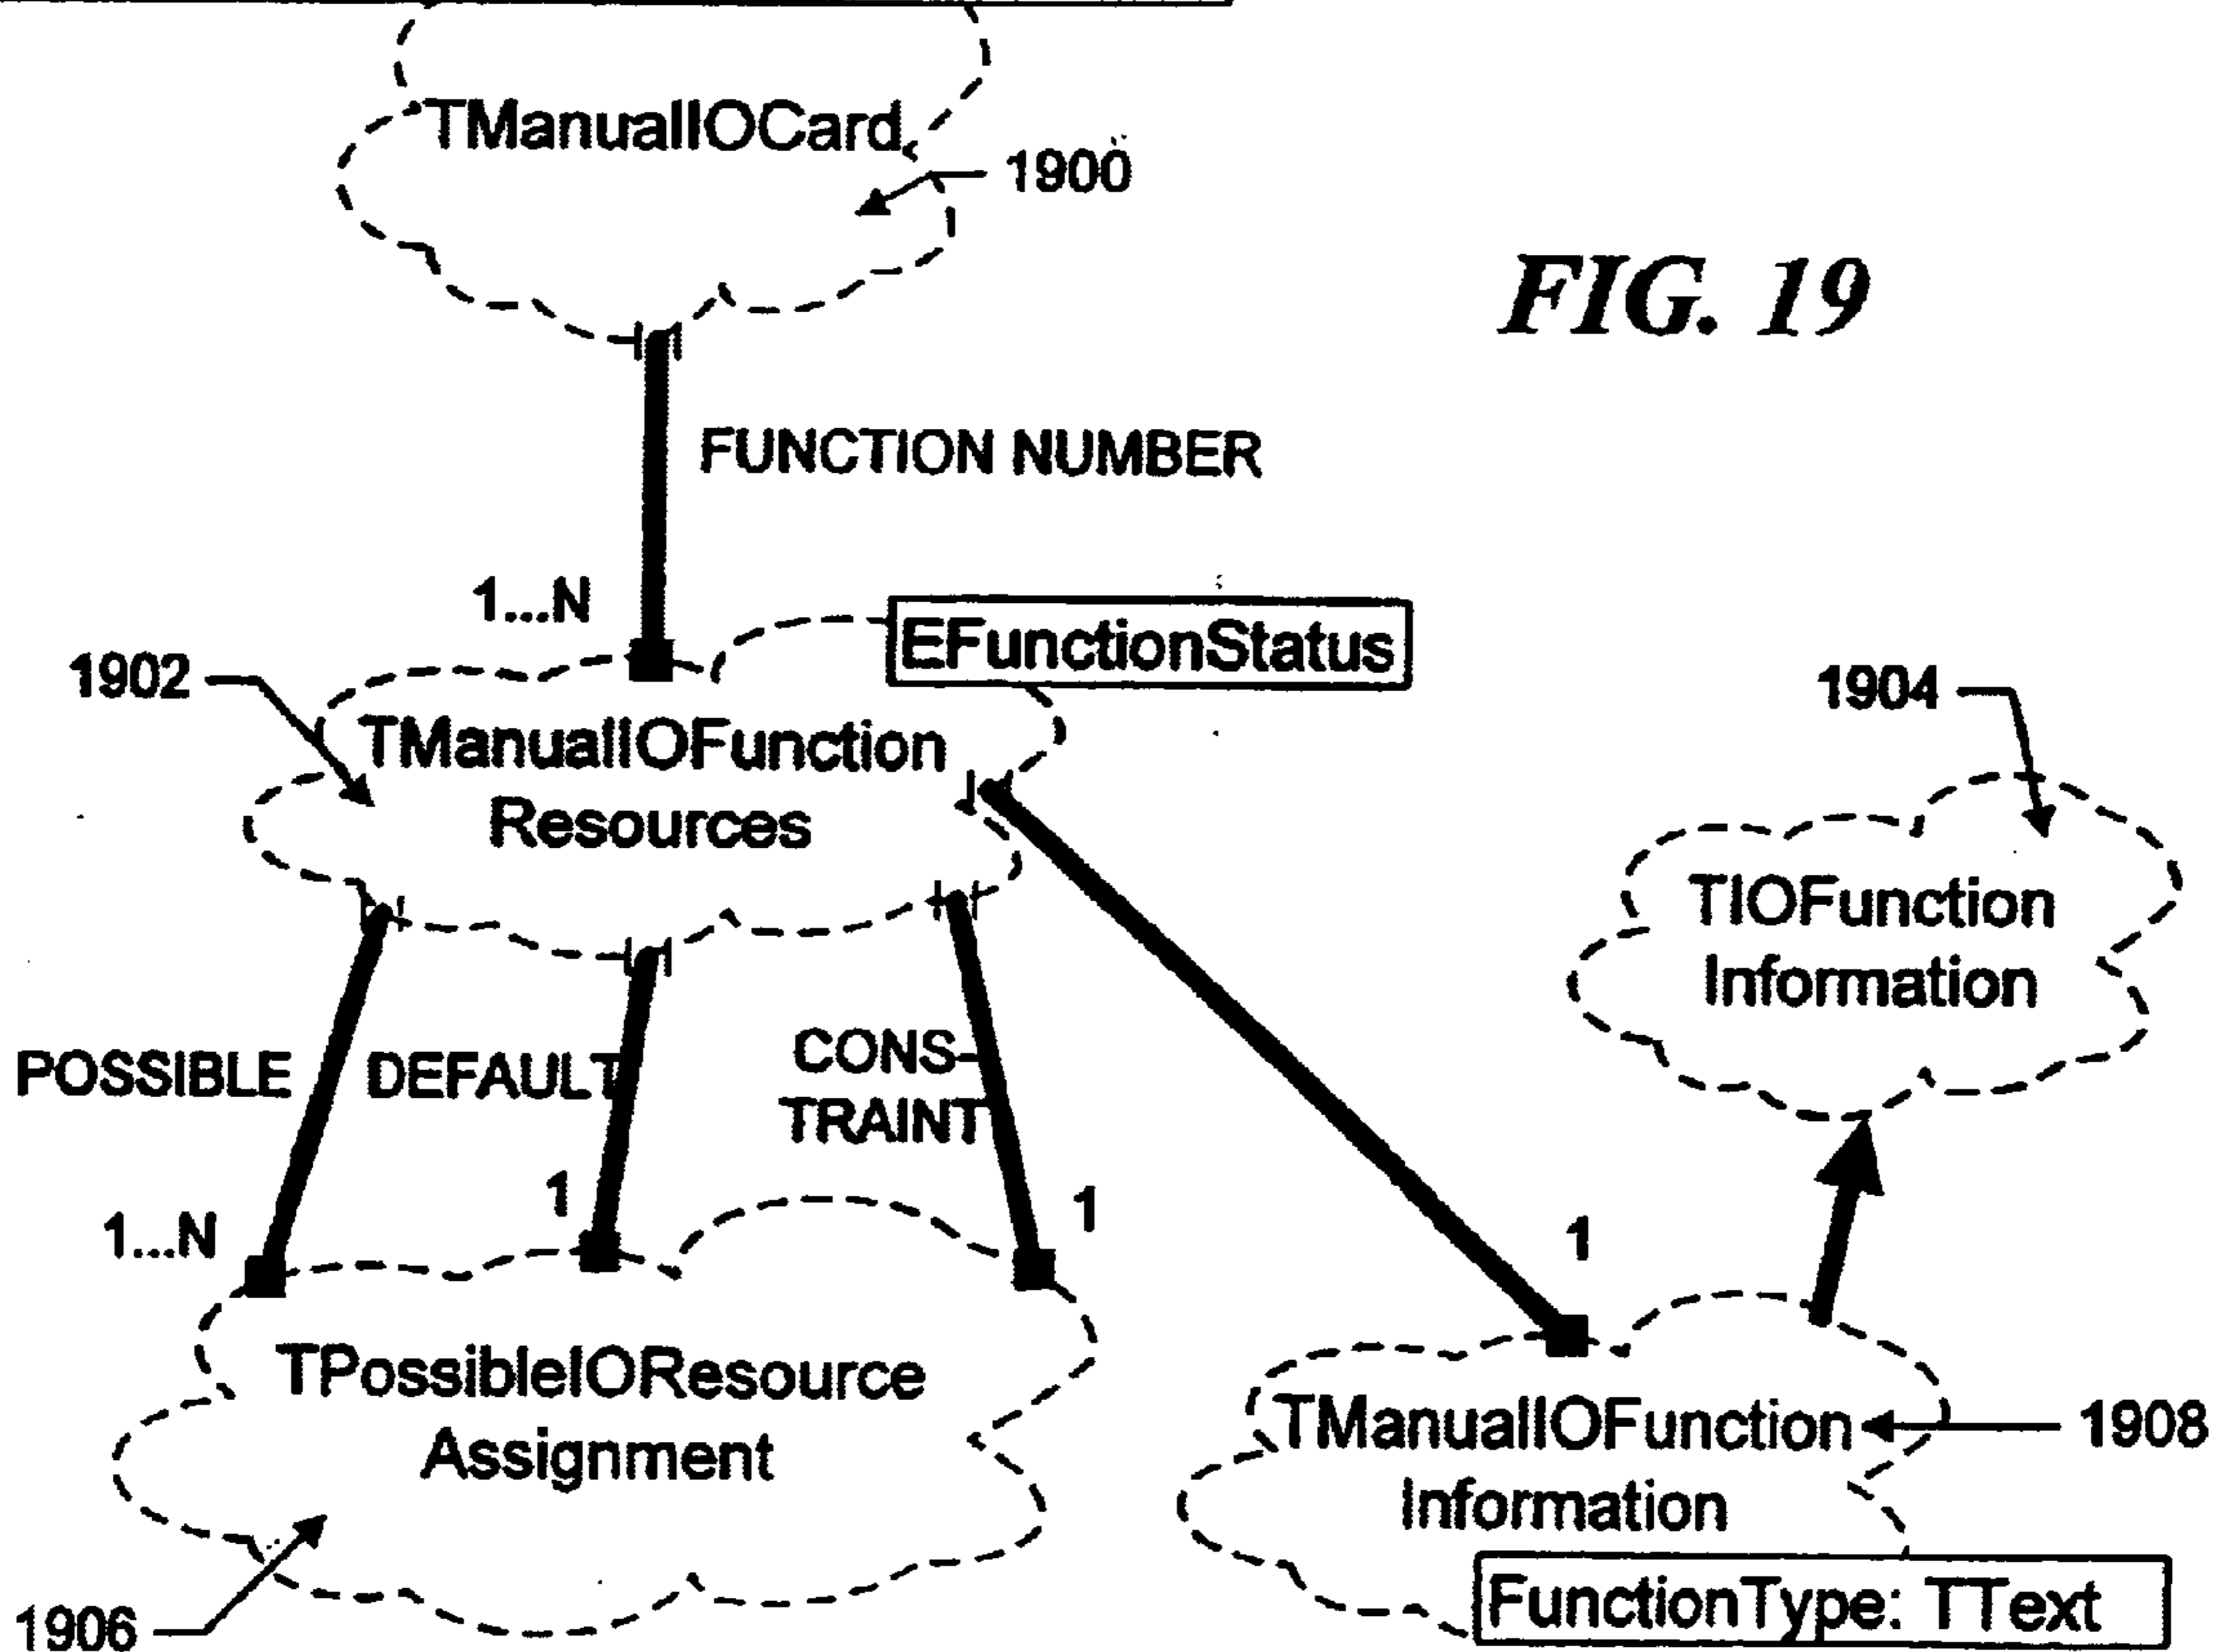 TManualIOCard
1900
FIG. 19
FUNCTION NUMBER
1...N
EFunctionStatus
1902
TManualIOFunction
Resources
1904
TIOFunction
Information
POSSIBLE
DEFAULT
CONS-
TRAINT
1...N
1
1
1
TPossibleIOResource
Assignment
TManualIOFunction
Information
1908
FunctionType: TText
1906